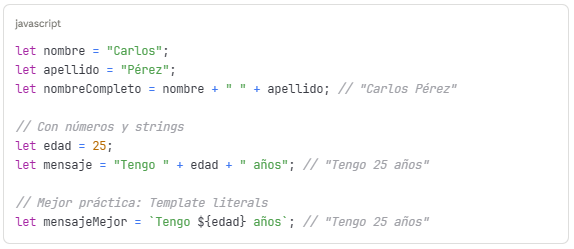 javascript
let nombre = "Carlos";
let apellido = "Pérez";
let nombreCompleto = nombre + " " + apellido; // "Carlos Pérez"
// Con números y strings
let edad = 25;
let mensaje = "Tengo " + edad + " años"; // "Tengo 25 años"
// Mejor práctica: Template literals
let mensajeMejor = `Tengo ${edad} años`; // "Tengo 25 años"